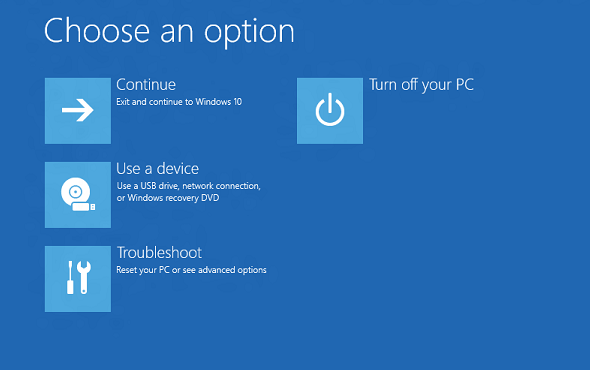 Choose an option
Continue
Exit and continue to Windows 10
Turn off your PC
Use a device
Use a USB drive, network connection,
or Windows recovery DVD
Troubleshoot
Reset your PC or see advanced options